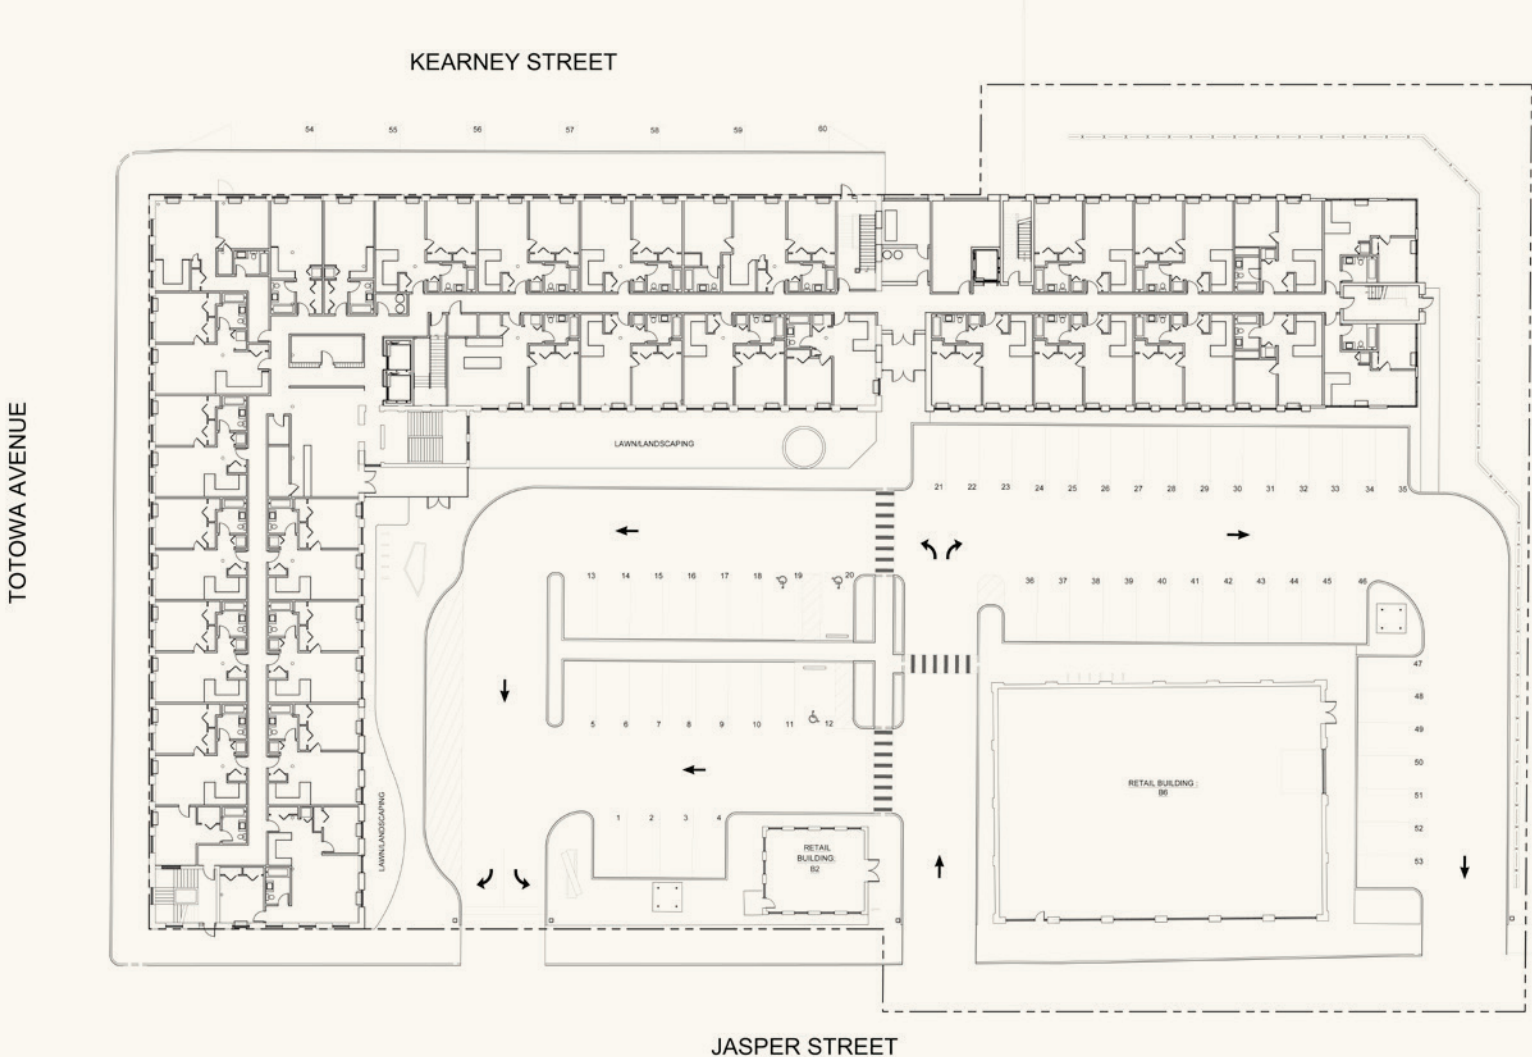 KEARNEY STREET
54 55 56 57 58 59 60
TOTOWA AVENUE
LAWN/LANDSCAPING
21 22 23 24 25 26 27 28 29 30 31 32 33 34 35
13 14 15 16 17 18 19 20
36 37 38 39 40 41 42 43 44 45 46
47
48
49
50
51
52
53
5 6 7 8 9 10 11 12
RETAIL BUILDING :
B6
1 2 3 4
LAWN/LANDSCAPING
RETAIL
BUILDING:
B2
JASPER STREET